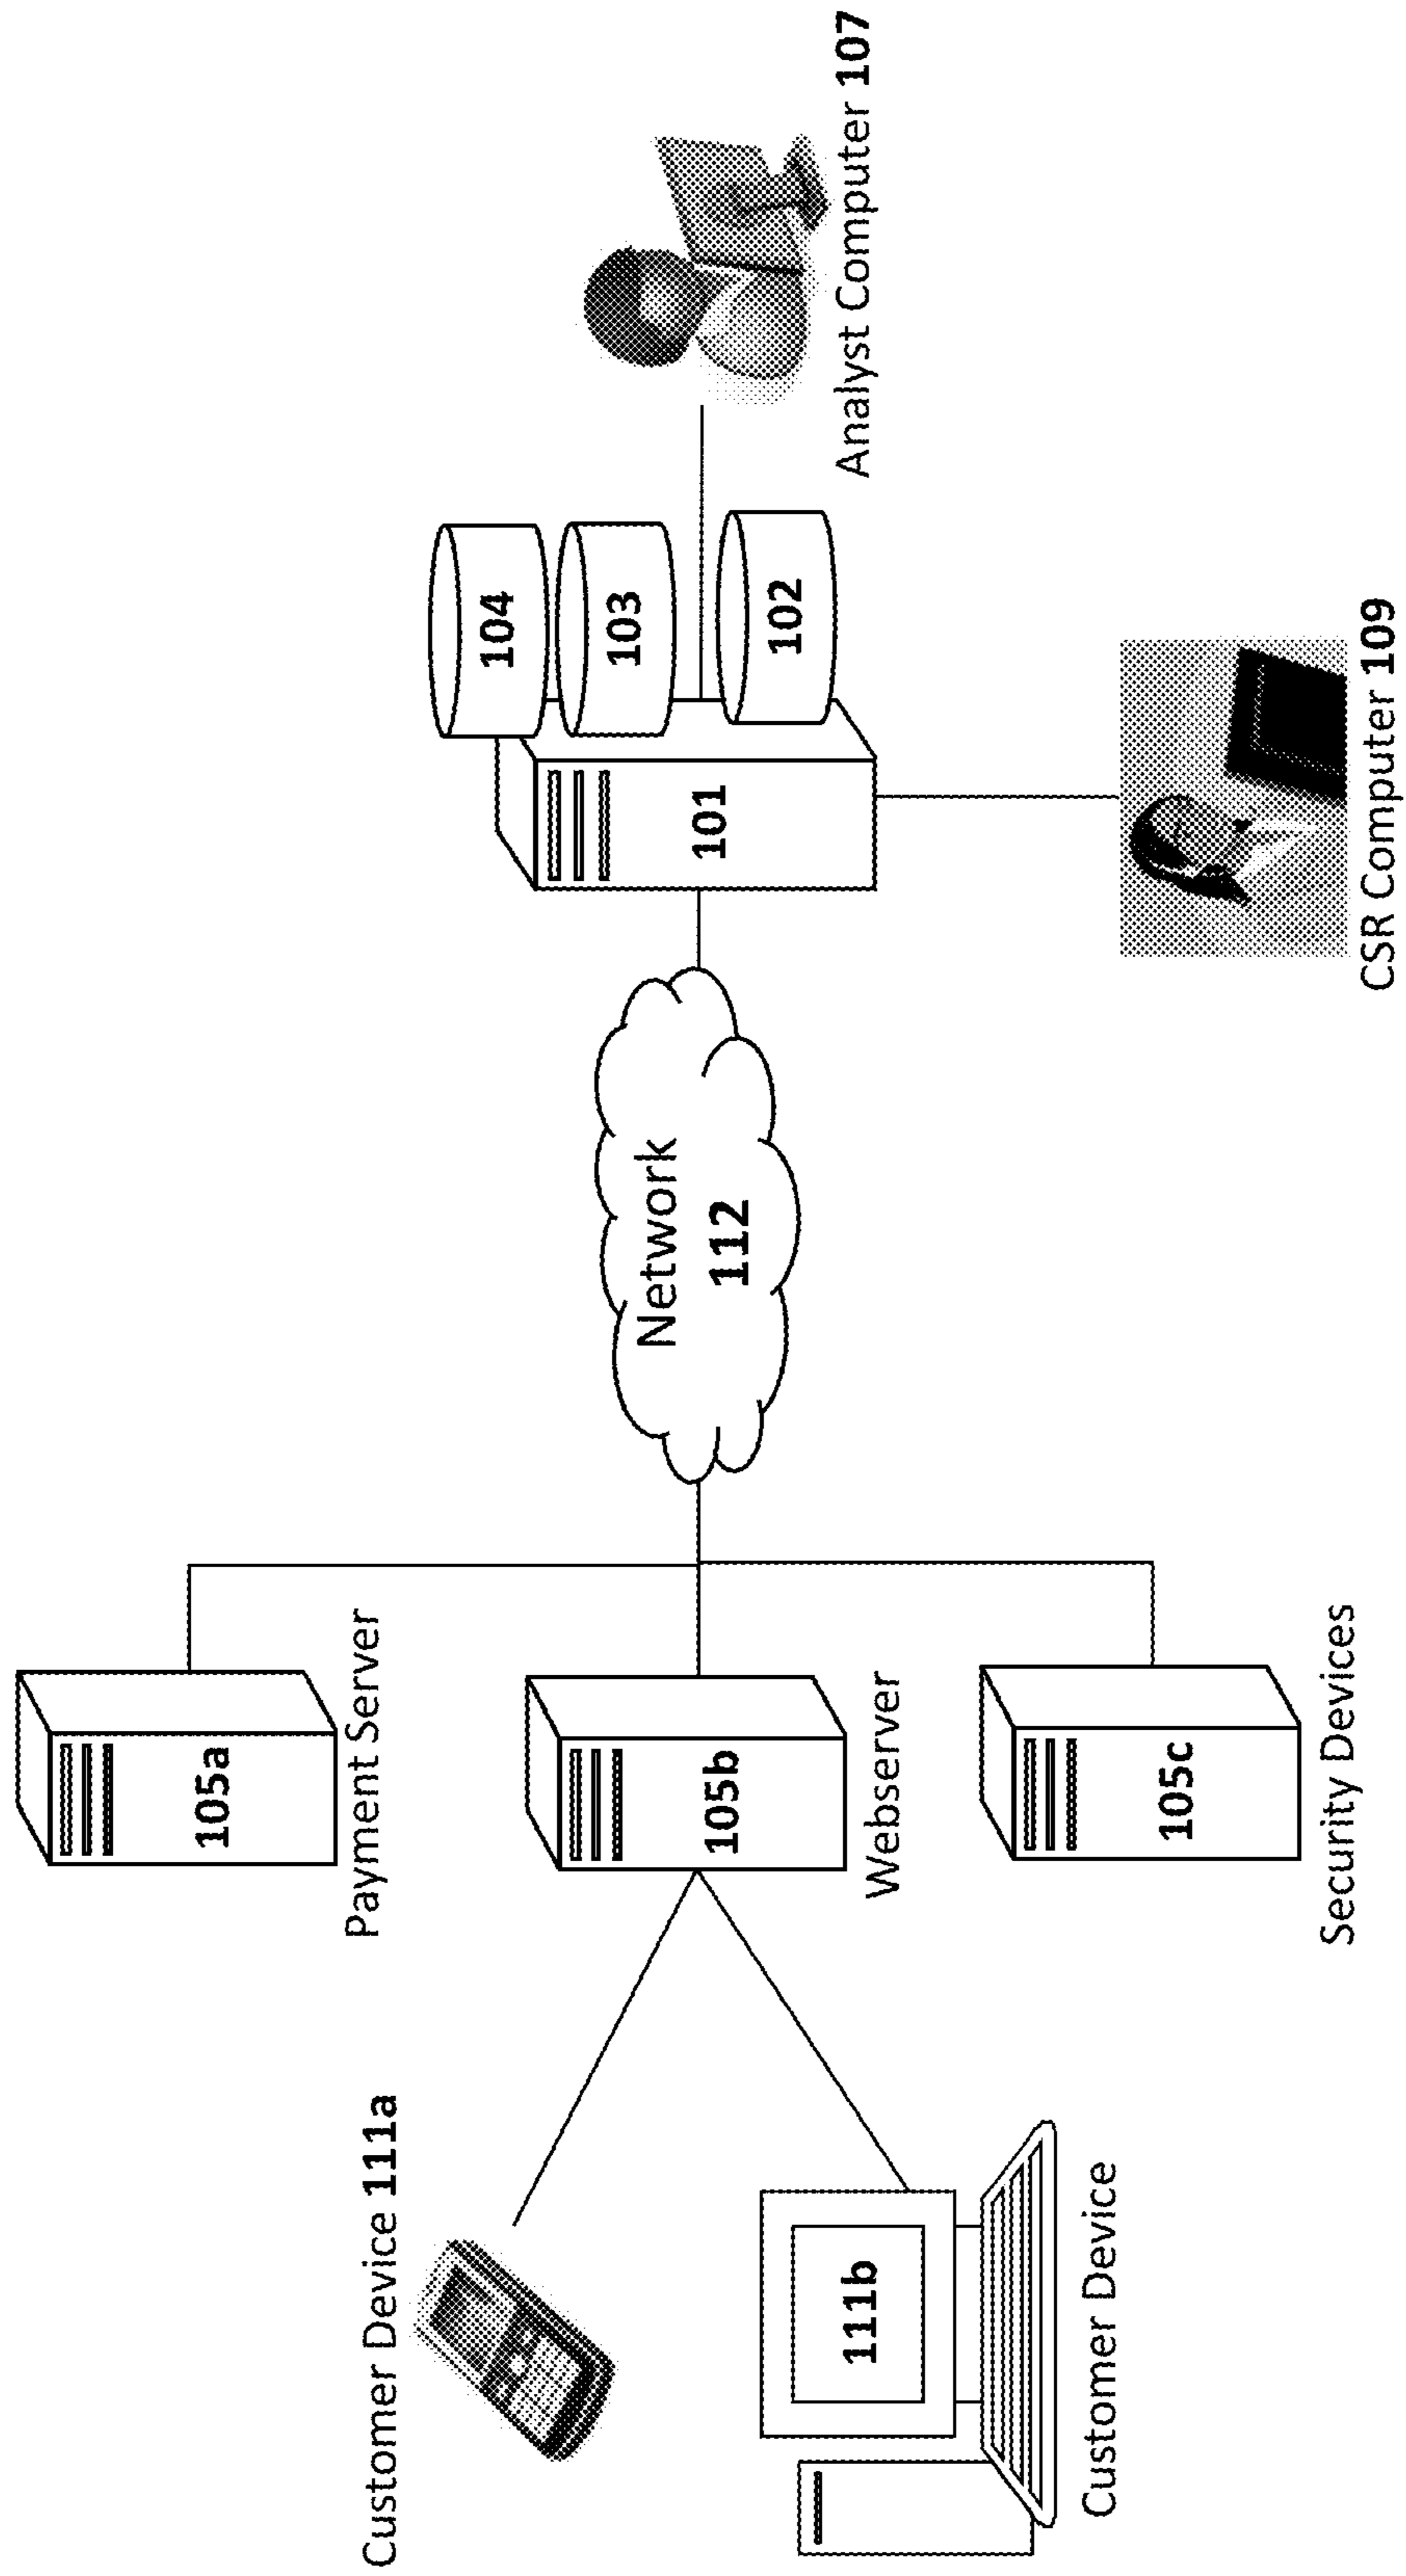 Customer Device 111a
111b
Customer Device
105a
Payment Server
105b
Webserver
105c
Security Devices
Network
112
101
104
103
102
Analyst Computer 107
CSR Computer 109